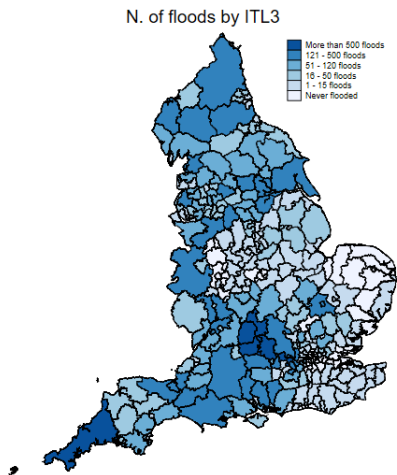 N. of floods by ITL3
More than 500 floods
121 - 500 floods
51 - 120 floods
16 - 50 floods
1 - 15 floods
Never flooded